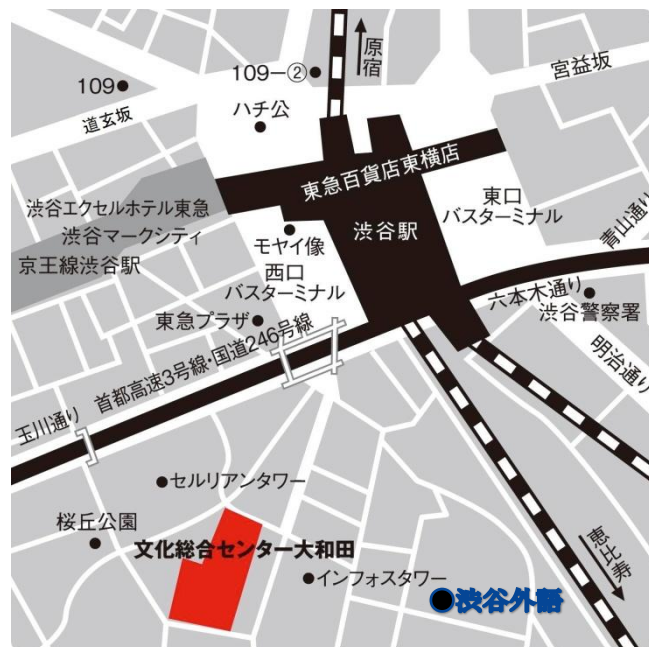 原宿
109-②
109
宮益坂
道玄坂
ハチ公
東急百貨店東横店
渋谷エクセルホテル東急
渋谷マークシティ
京王線渋谷駅
モヤイ像
渋谷駅
東口
バスターミナル
青山通り
西口
バスターミナル
六本木通り
渋谷警察署
東急プラザ
明治通り
首都高速3号線・国道246号線
玉川通り
セルリアンタワー
桜丘公園
文化総合センター大和田
インフォスタワー
恵比寿
渋谷外語